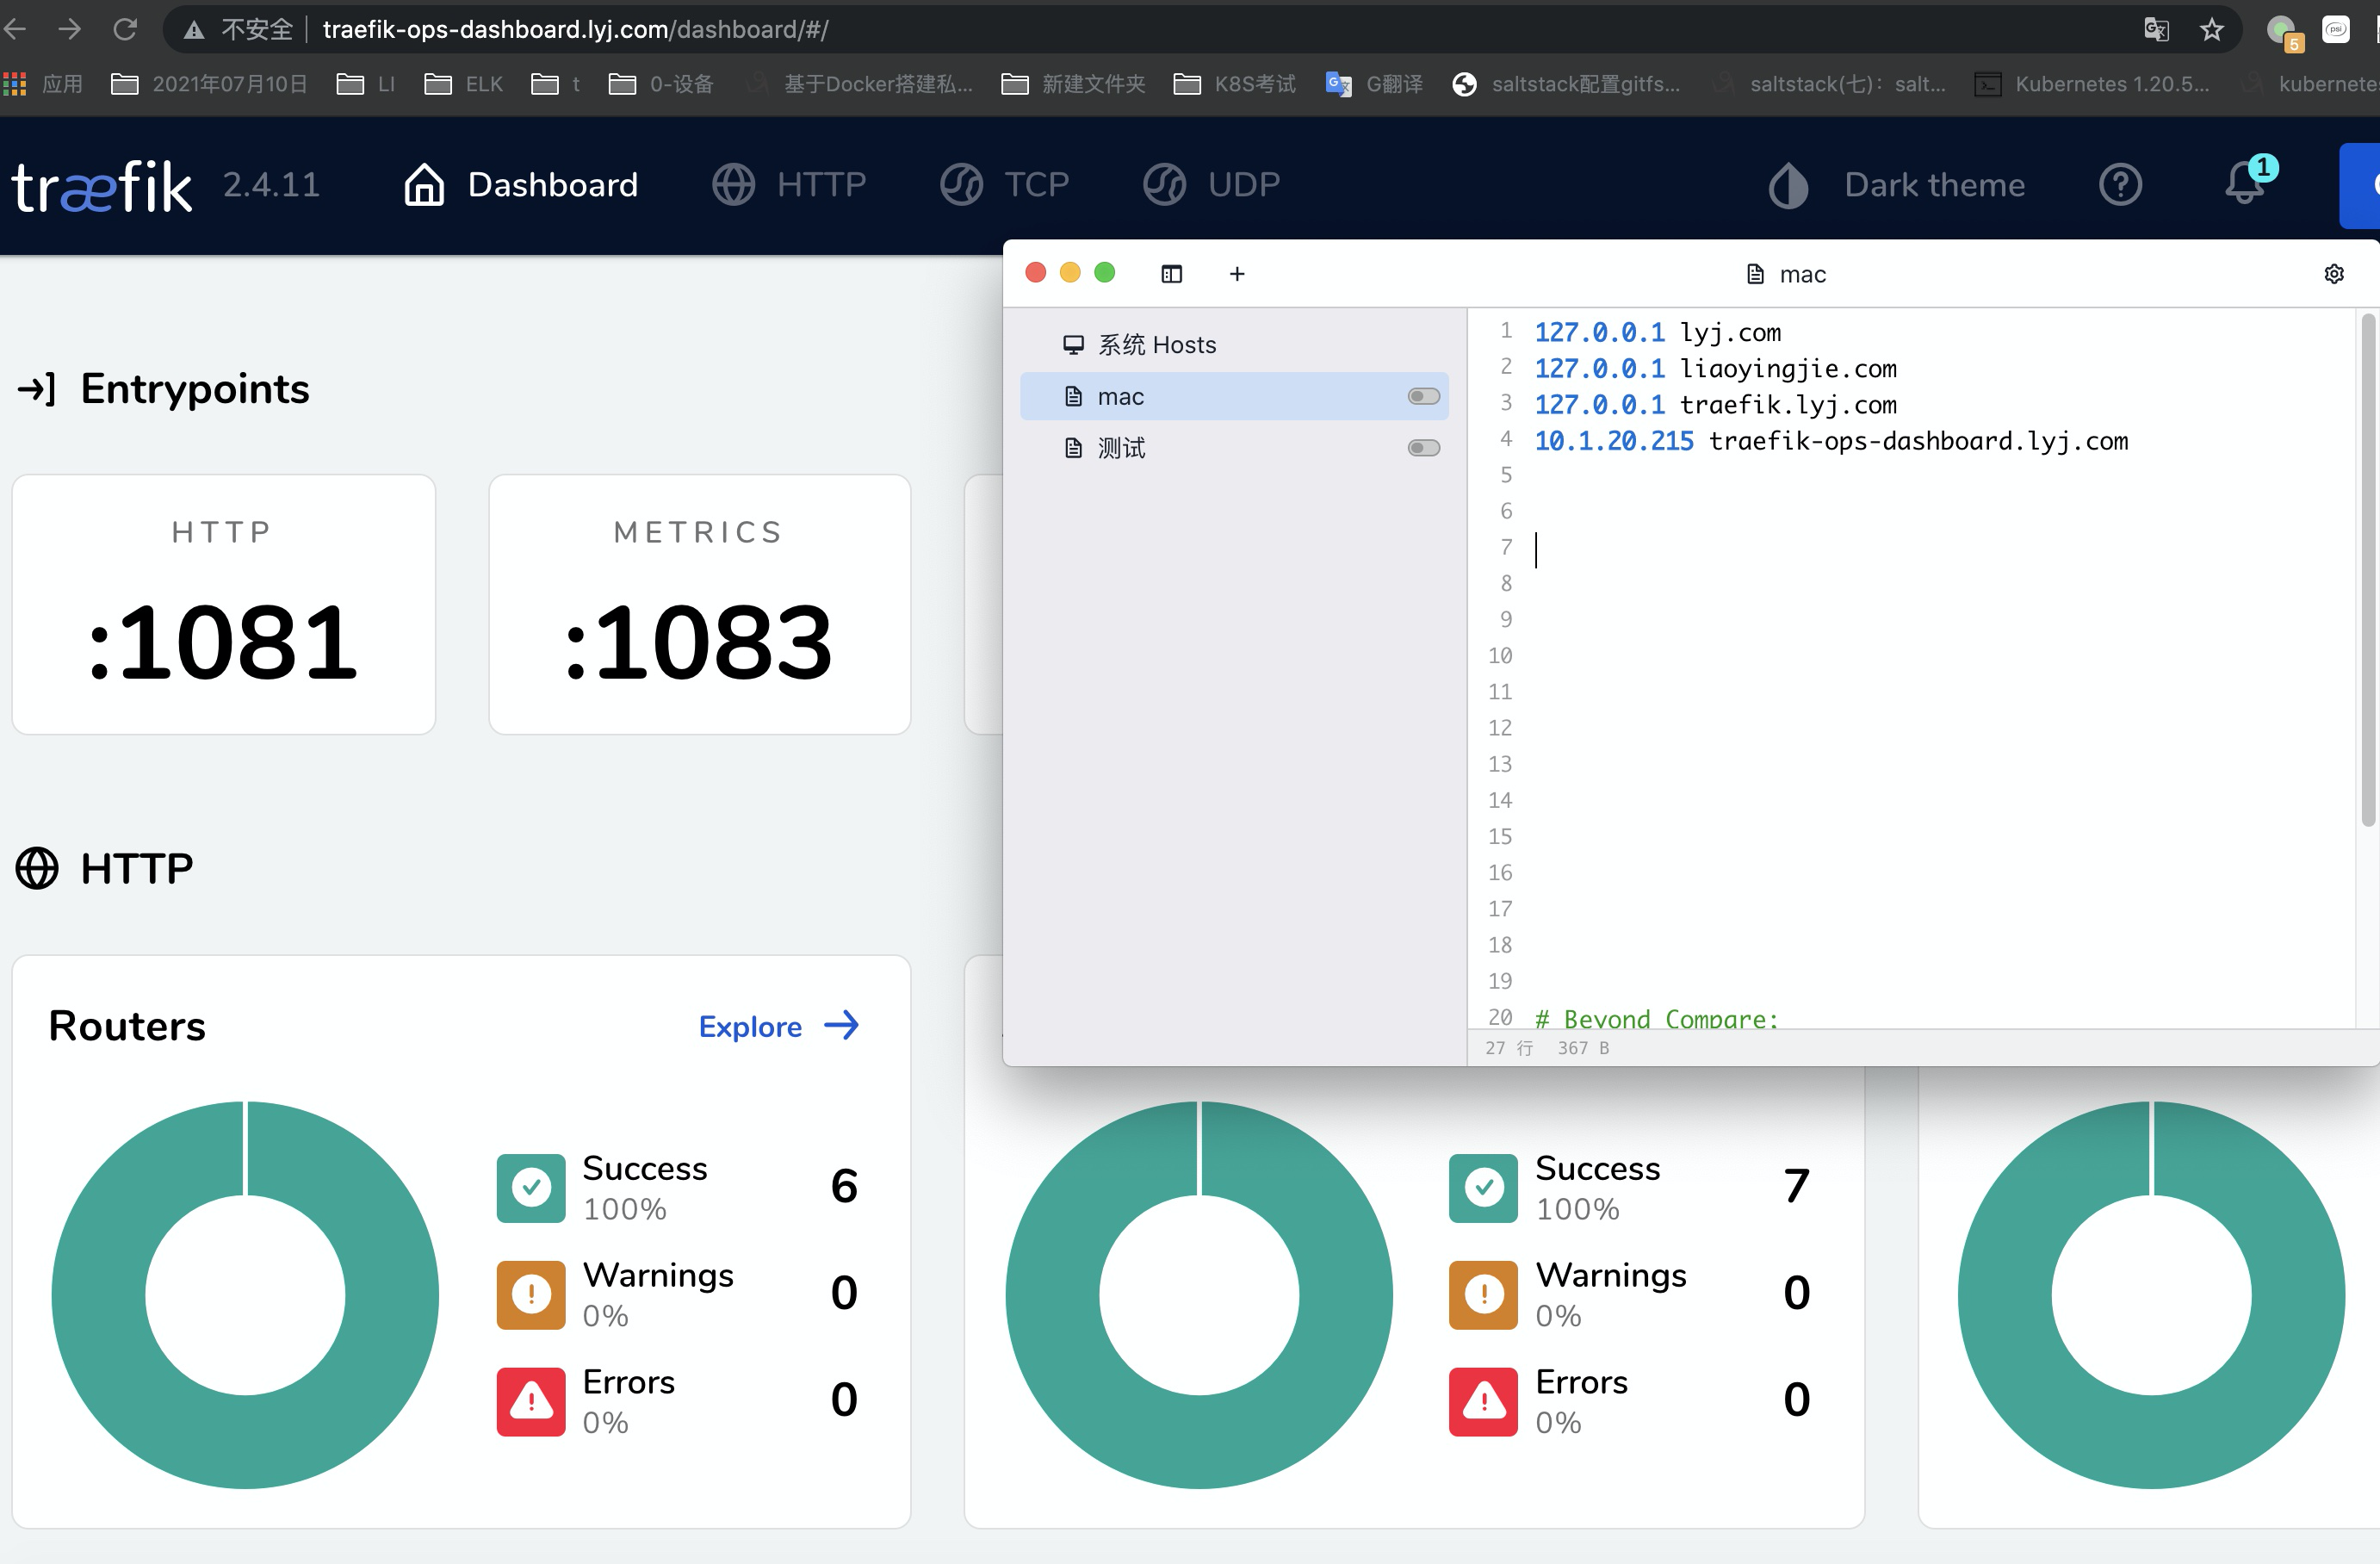 不安全 traefik-ops-dashboard.lyj.com/dashboard/#/
5
psi
应用 2021年07月10日 LI ELK t 0-设备 基于Docker搭建私... 新建文件夹 K8S考试 G翻译 saltstack配置gitfs... saltstack(七)：salt... Kubernetes 1.20.5... kubernete
træfik 2.4.11 Dashboard HTTP TCP UDP Dark theme 1
mac
系统 Hosts
mac
测试
1 127.0.0.1 lyj.com
2 127.0.0.1 liaoyingjie.com
3 127.0.0.1 traefik.lyj.com
4 10.1.20.215 traefik-ops-dashboard.lyj.com
5
6
7
8
9
10
11
12
13
14
15
16
17
18
19
20 # Beyond Compare;
27 行 367 B
Entrypoints
HTTP
:1081
METRICS
:1083
HTTP
Routers Explore
Success 6
100%
Warnings 0
0%
Errors 0
0%
Success 7
100%
Warnings 0
0%
Errors 0
0%